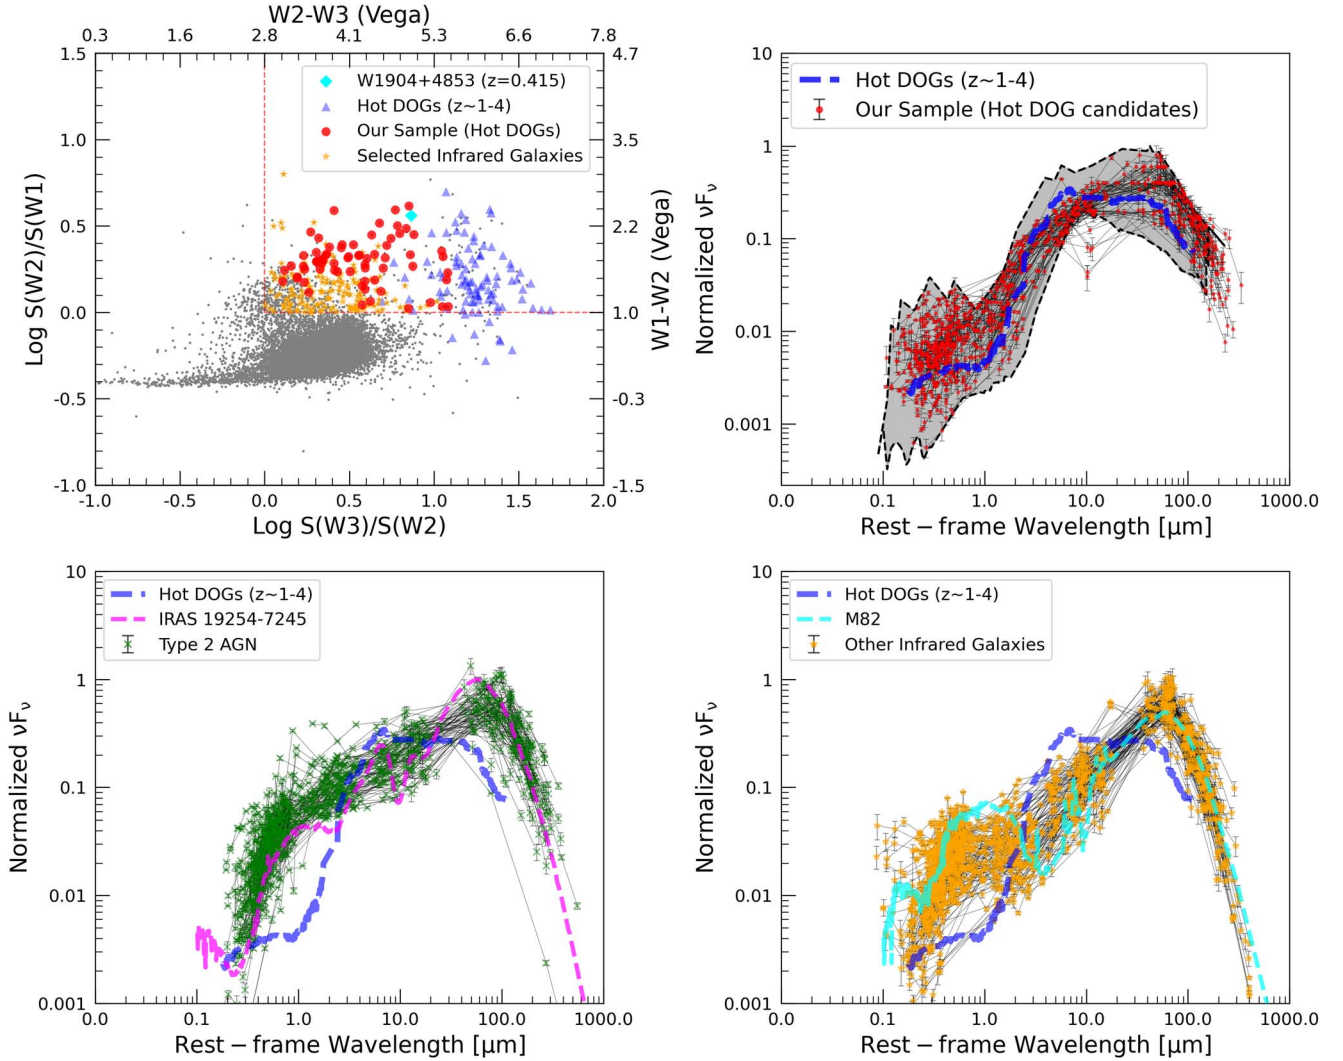 W2-W3 (Vega)
0.3 1.6 2.8 4.1 5.3 6.6 7.8
1.5 4.7
W1904+4853 (z=0.415)
Hot DOGs (z~1-4)
Our Sample (Hot DOGs)
Selected Infrared Galaxies
1.0 3.5
0.5 2.2
0.0 1.0
-0.5 -0.3
-1.0 -1.5
-1.0 -0.5 0.0 0.5 1.0 1.5 2.0
Log S(W3)/S(W2)
Log S(W2)/S(W1)
W1-W2 (Vega)
10
Hot DOGs (z~1-4)
Our Sample (Hot DOG candidates)
1
0.1
0.01
0.001
0.0 0.1 1.0 10.0 100.0 1000.0
Rest − frame Wavelength [μm]
Normalized νFν
10
Hot DOGs (z~1-4)
IRAS 19254-7245
Type 2 AGN
1
0.1
0.01
0.001
0.0 0.1 1.0 10.0 100.0 1000.0
Rest − frame Wavelength [μm]
Normalized νFν
10
Hot DOGs (z~1-4)
M82
Other Infrared Galaxies
1
0.1
0.01
0.001
0.0 0.1 1.0 10.0 100.0 1000.0
Rest − frame Wavelength [μm]
Normalized νFν